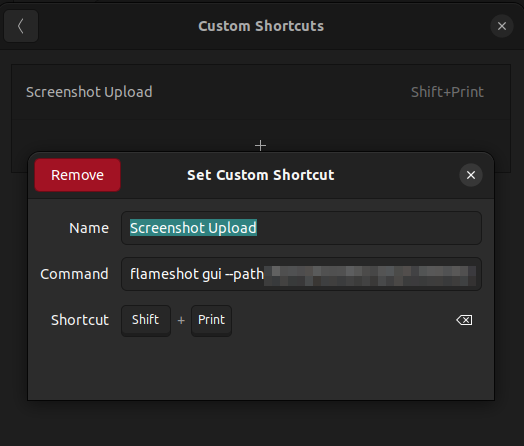 Custom Shortcuts
Screenshot Upload Shift+Print
Remove Set Custom Shortcut
Name Screenshot Upload
Command flameshot gui --path
Shortcut Shift + Print